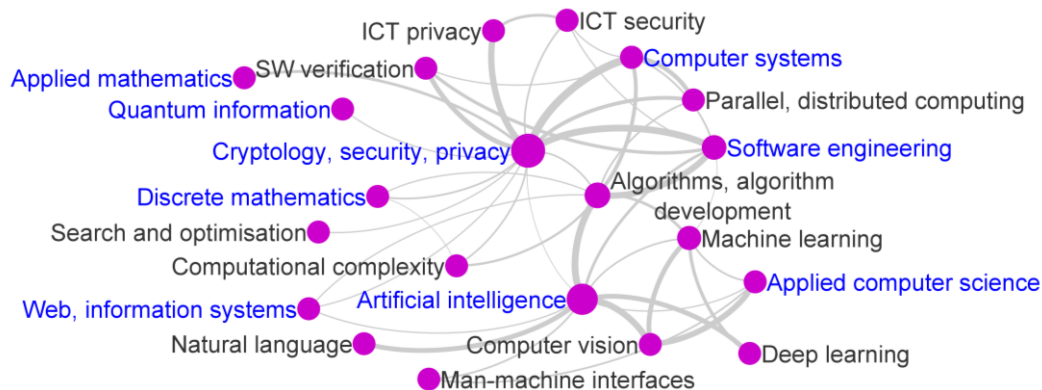 ICT privacy
ICT security
SW verification
Computer systems
Applied mathematics
Parallel, distributed computing
Quantum information
Cryptology, security, privacy
Software engineering
Algorithms, algorithm
development
Discrete mathematics
Search and optimisation
Machine learning
Computational complexity
Applied computer science
Artificial intelligence
Web, information systems
Natural language
Computer vision
Deep learning
Man-machine interfaces